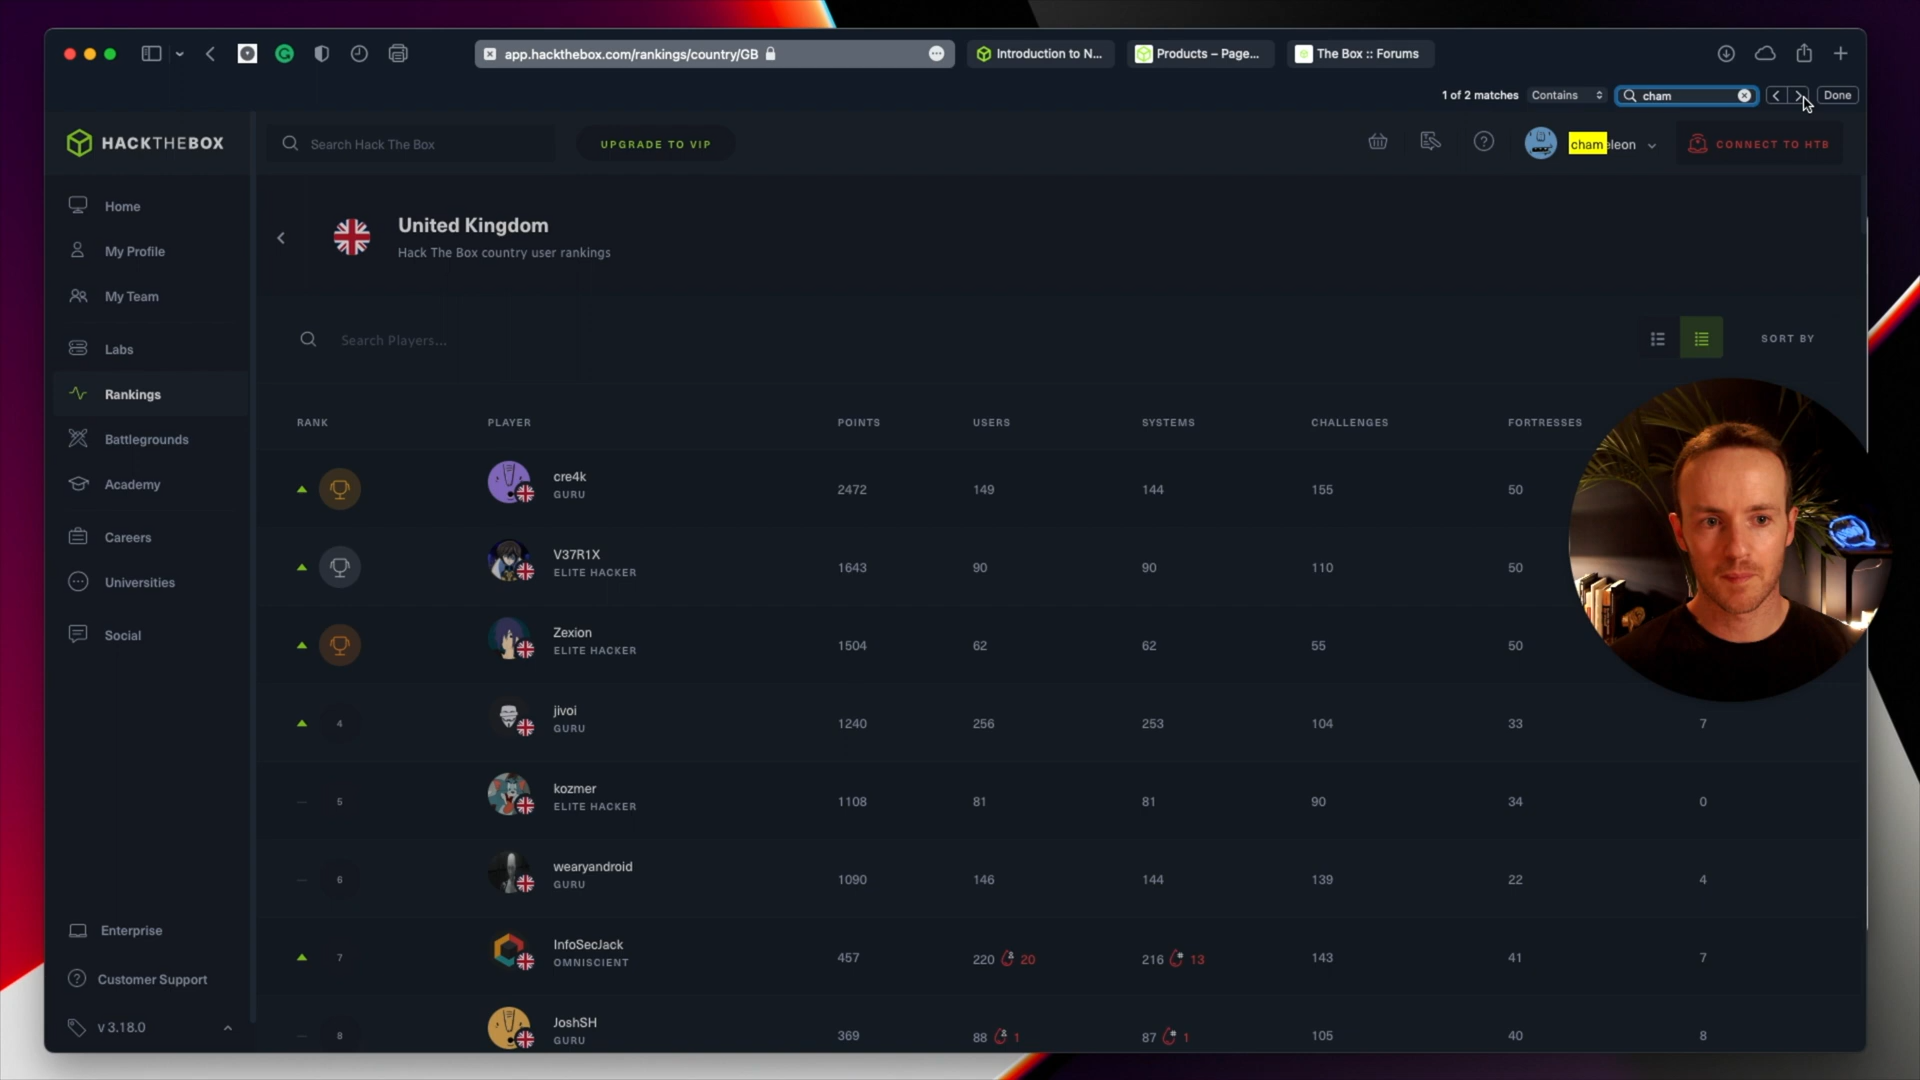 app.hackthebox.com/rankings/country/GB
Introduction to N...
Products – Page...
The Box :: Forums
1 of 2 matches
Contains
cham
Done
HACKTHEBOX
Search Hack The Box
UPGRADE TO VIP
chameleon
CONNECT TO HTB
Home
My Profile
My Team
Labs
Rankings
Battlegrounds
Academy
Careers
Universities
Social
Enterprise
Customer Support
v 3.18.0
United Kingdom
Hack The Box country user rankings
Search Players...
SORT BY
RANK PLAYER POINTS USERS SYSTEMS CHALLENGES FORTRESSES
cre4k
GURU
2472 149 144 155 50
V37R1X
ELITE HACKER
1643 90 90 110 50
Zexion
ELITE HACKER
1504 62 62 55 50
jivoi
GURU
4 1240 256 253 104 33 7
kozmer
ELITE HACKER
5 1108 81 81 90 34 0
wearyandroid
GURU
6 1090 146 144 139 22 4
InfoSecJack
OMNISCIENT
7 457 220 20 216 13 143 41 7
JoshSH
GURU
8 369 88 1 87 1 105 40 8